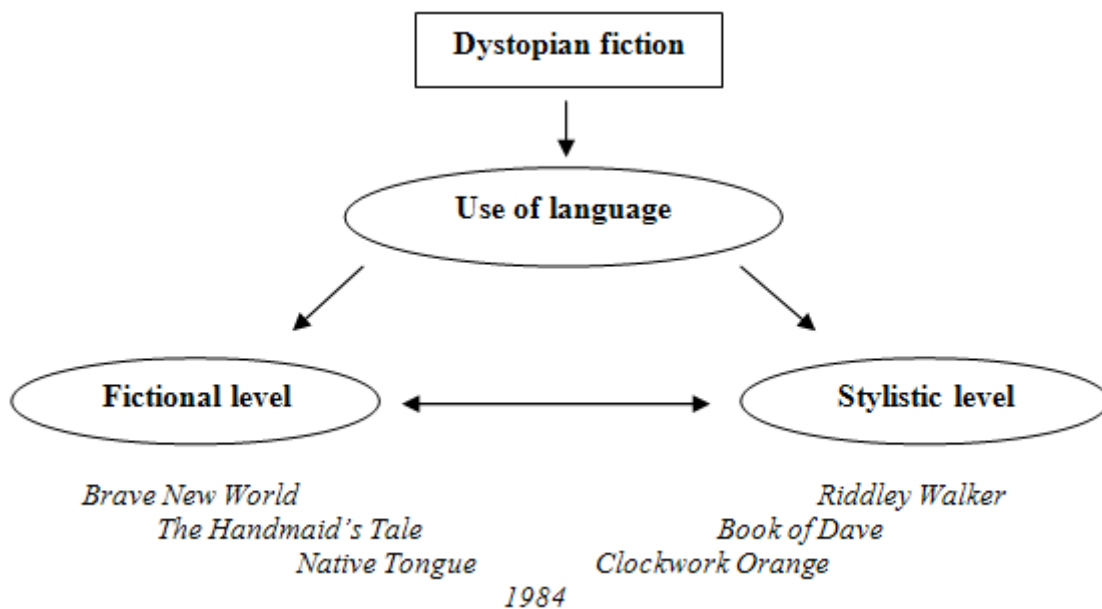 Dystopian fiction
Use of language
Fictional level
Stylistic level
Brave New World
Riddley Walker
The Handmaid’s Tale
Book of Dave
Native Tongue
Clockwork Orange
1984